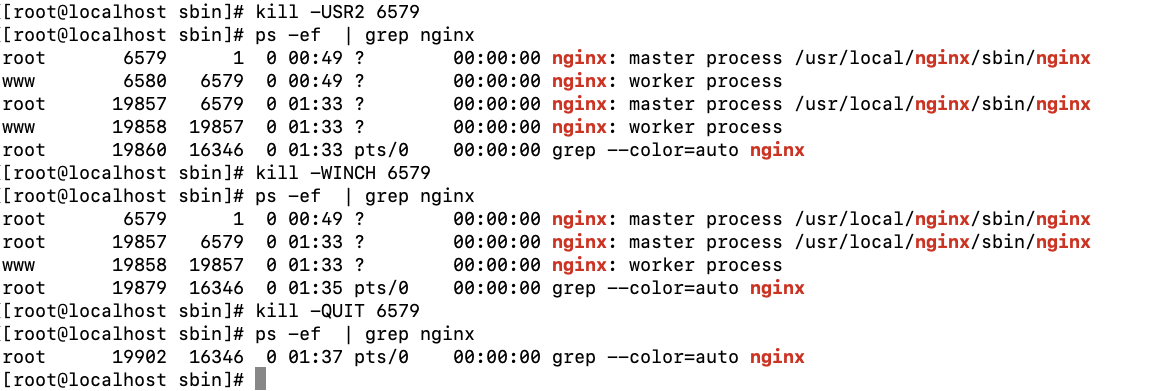 [[root@localhost sbin]# kill -USR2 6579
[[root@localhost sbin]# ps -ef  | grep nginx
root      6579      1  0 00:49 ?        00:00:00 nginx: master process /usr/local/nginx/sbin/nginx
www       6580   6579  0 00:49 ?        00:00:00 nginx: worker process
root     19857   6579  0 01:33 ?        00:00:00 nginx: master process /usr/local/nginx/sbin/nginx
www      19858  19857  0 01:33 ?        00:00:00 nginx: worker process
root     19860  16346  0 01:33 pts/0    00:00:00 grep --color=auto nginx
[[root@localhost sbin]# kill -WINCH 6579
[[root@localhost sbin]# ps -ef  | grep nginx
root      6579      1  0 00:49 ?        00:00:00 nginx: master process /usr/local/nginx/sbin/nginx
root     19857   6579  0 01:33 ?        00:00:00 nginx: master process /usr/local/nginx/sbin/nginx
www      19858  19857  0 01:33 ?        00:00:00 nginx: worker process
root     19879  16346  0 01:35 pts/0    00:00:00 grep --color=auto nginx
[[root@localhost sbin]# kill -QUIT 6579
[[root@localhost sbin]# ps -ef  | grep nginx
root     19902  16346  0 01:37 pts/0    00:00:00 grep --color=auto nginx
[root@localhost sbin]#